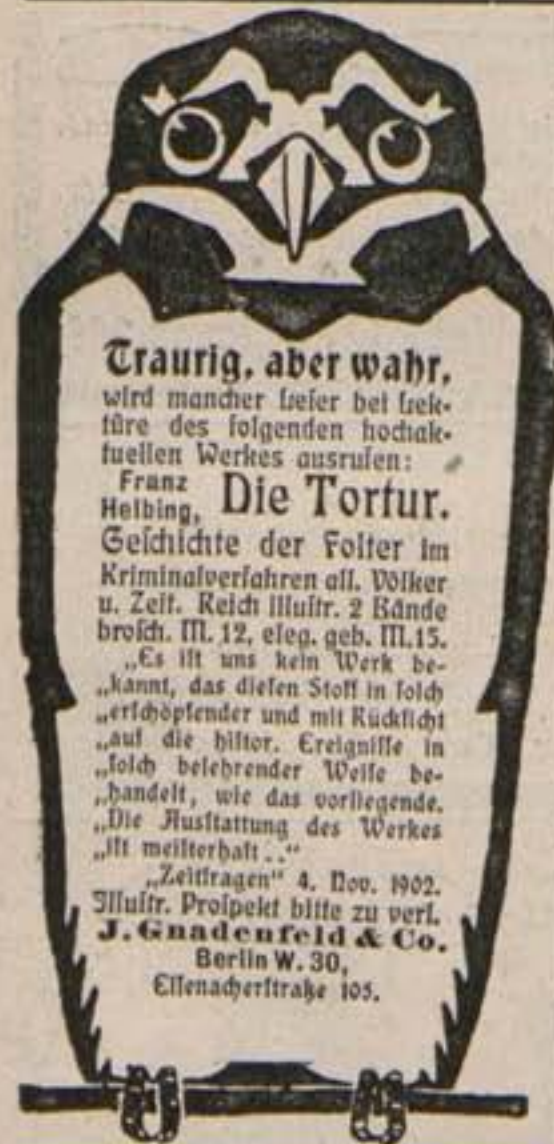 Traurig, aber wahr,
wird mancher Leser bei Lek-
türe des folgenden hochak-
tuellen Werkes ausrufen:
Franz
Helbing, Die Tortur.
Geschichte der Folter im
Kriminalverfahren all. Völker
u. Zeit. Reich illustr. 2 Bände
brosch. M. 12, eleg. geb. M. 15.
„Es ist uns kein Werk be-
„kannt, das diesen Stoff in solch
„erschöpfender und mit Rücksicht
„auf die histor. Ereignisse in
„solch belehrender Weise be-
„handelt, wie das vorliegende.
„Die Ausstattung des Werkes
„ist meisterhaft . .“
„Zeitfragen“ 4. Nov. 1902.
Illustr. Prospekt bitte zu verl.
J. Gnadenfeld & Co.
Berlin W. 30,
Eisenacherstraße 105.